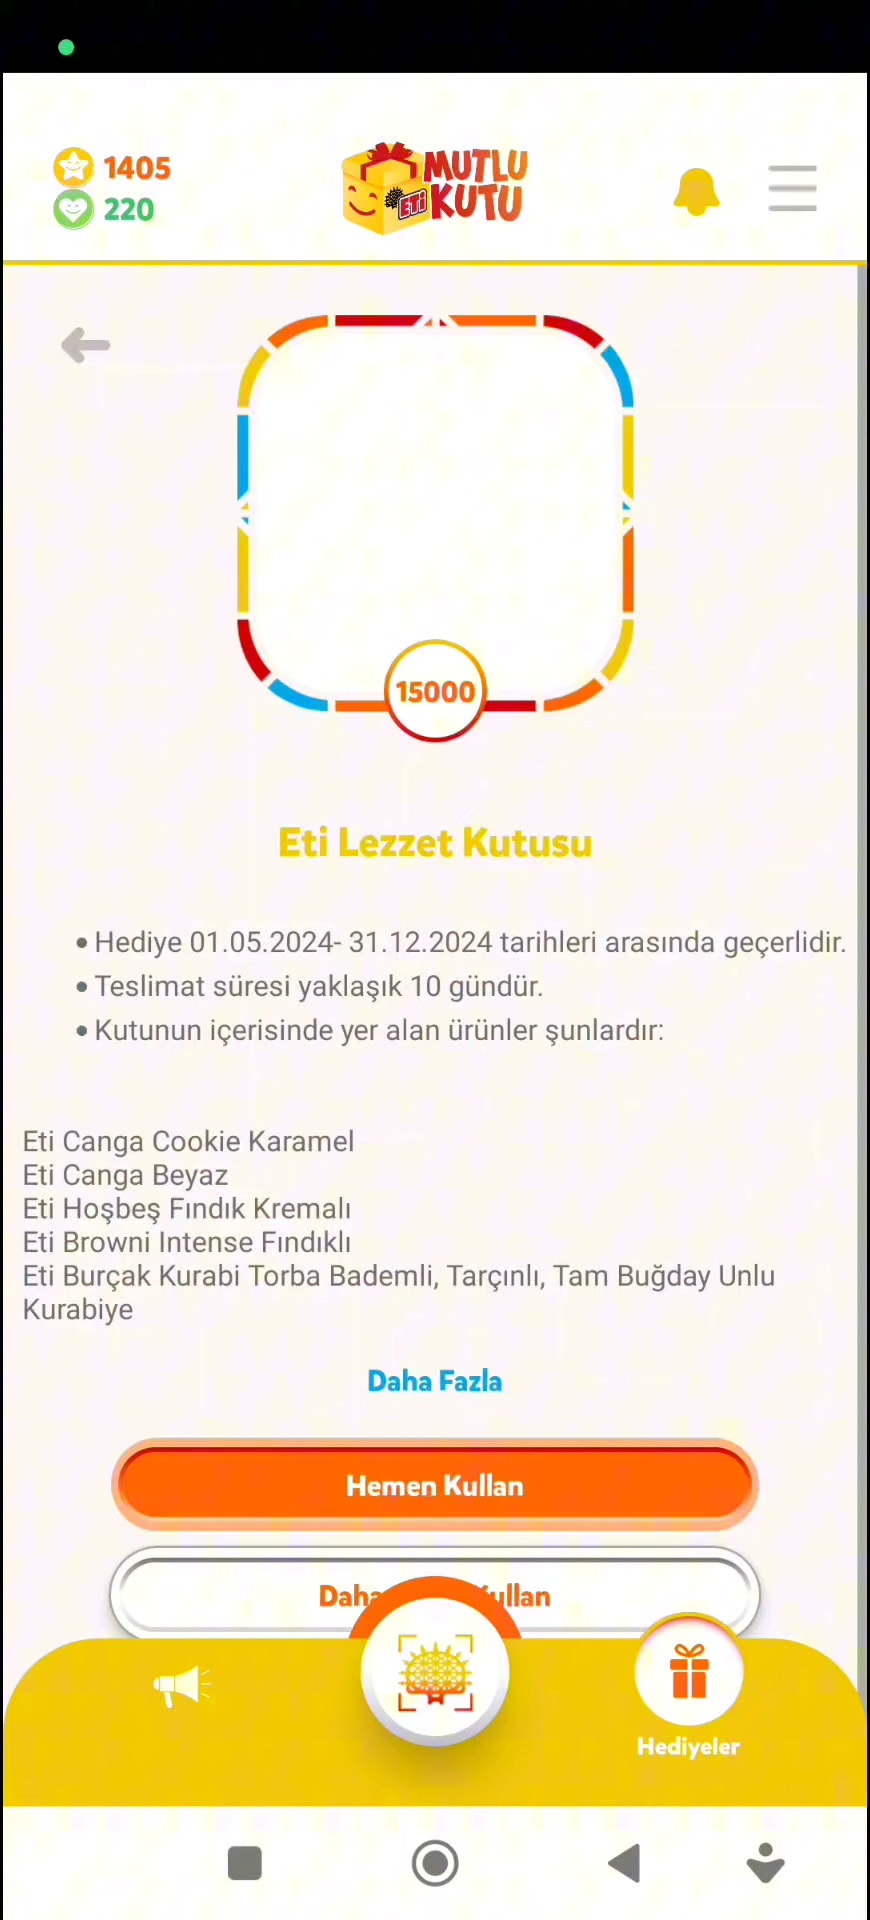 1405
220
MUTLU
KUTU
ETi
15000
Eti Lezzet Kutusu
• Hediye 01.05.2024- 31.12.2024 tarihleri arasında geçerlidir.
• Teslimat süresi yaklaşık 10 gündür.
• Kutunun içerisinde yer alan ürünler şunlardır:
Eti Canga Cookie Karamel
Eti Canga Beyaz
Eti Hoşbeş Fındık Kremalı
Eti Browni Intense Fındıklı
Eti Burçak Kurabi Torba Bademli, Tarçınlı, Tam Buğday Unlu
Kurabiye
Daha Fazla
Hemen Kullan
Daha
Hediyeler